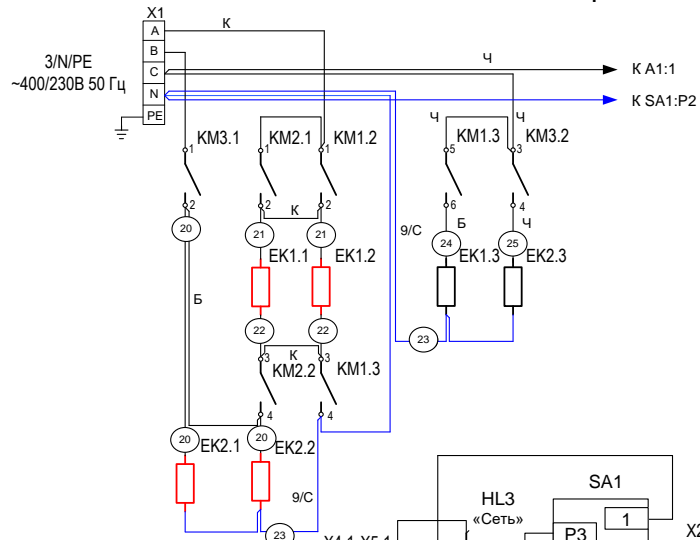 X1
A
К
B
3/N/PE
~400/230В 50 Гц
C
Ч
К А1:1
N
К SA1:P2
PE
Ч
Ч
KM3.1
KM2.1
KM1.2
KM1.3
KM3.2
1
1
1
5
3
2
2
2
6
4
К
20
21
21
9/С
Б
Ч
24
25
EK1.1
EK1.2
EK1.3
EK2.3
Б
22
22
23
К
3
3
KM2.2
KM1.3
4
4
20
EK2.1
20
EK2.2
9/С
23
HL3
«Сеть»
SA1
1
P3